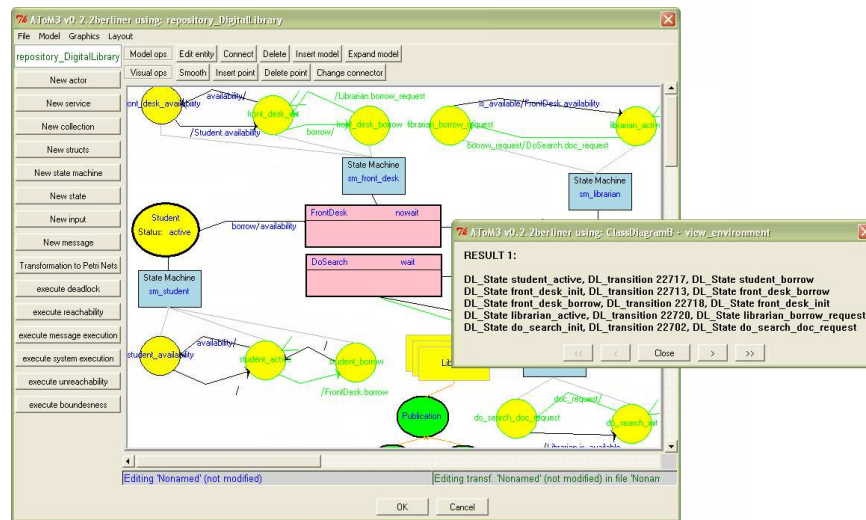 AToM3 v0.2.2berliner using: repository_DigitalLibrary
File Model Graphics Layout
repository_DigitalLibrary
Model ops Edit entity Connect Delete Insert model Expand model
Visual ops Smooth Insert point Delete point Change connector
New actor
New service
New collection
New structs
New state machine
New state
New input
New message
Transformation to Petri Nets
execute deadlock
execute reachability
execute message execution
execute system execution
execute unreachability
execute boundesness
availability/
/Librarian.borrow_request
is_available/FrontDesk.availability
front_desk_init
/Student.availability
borrow/
front_desk_borrow
librarian_borrow_request
borrow_request/DoSearch.doc_request
State Machine
sm_front_desk
State Machine
sm_librarian
Student
Status: active
borrow/availability
FrontDesk nowait
DoSearch wait
State Machine
sm_student
student_availability
availability/
/
student_borrow
/
/FrontDesk.borrow
Publication
doc_request/
do_search_doc_request
do_search_init
AToM3 v0.2.2berliner using: ClassDiagramB + view_environment
RESULT 1:
DL_State student_active, DL_transition 22717, DL_State student_borrow
DL_State front_desk_init, DL_transition 22713, DL_State front_desk_borrow
DL_State front_desk_borrow, DL_transition 22718, DL_State front_desk_init
DL_State librarian_active, DL_transition 22720, DL_State librarian_borrow_request
DL_State do_search_init, DL_transition 22702, DL_State do_search_doc_request
<< < Close > >>
Editing 'Nonamed' (not modified)
Editing transf. 'Nonamed' (not modified) in file 'Nonam
OK Cancel